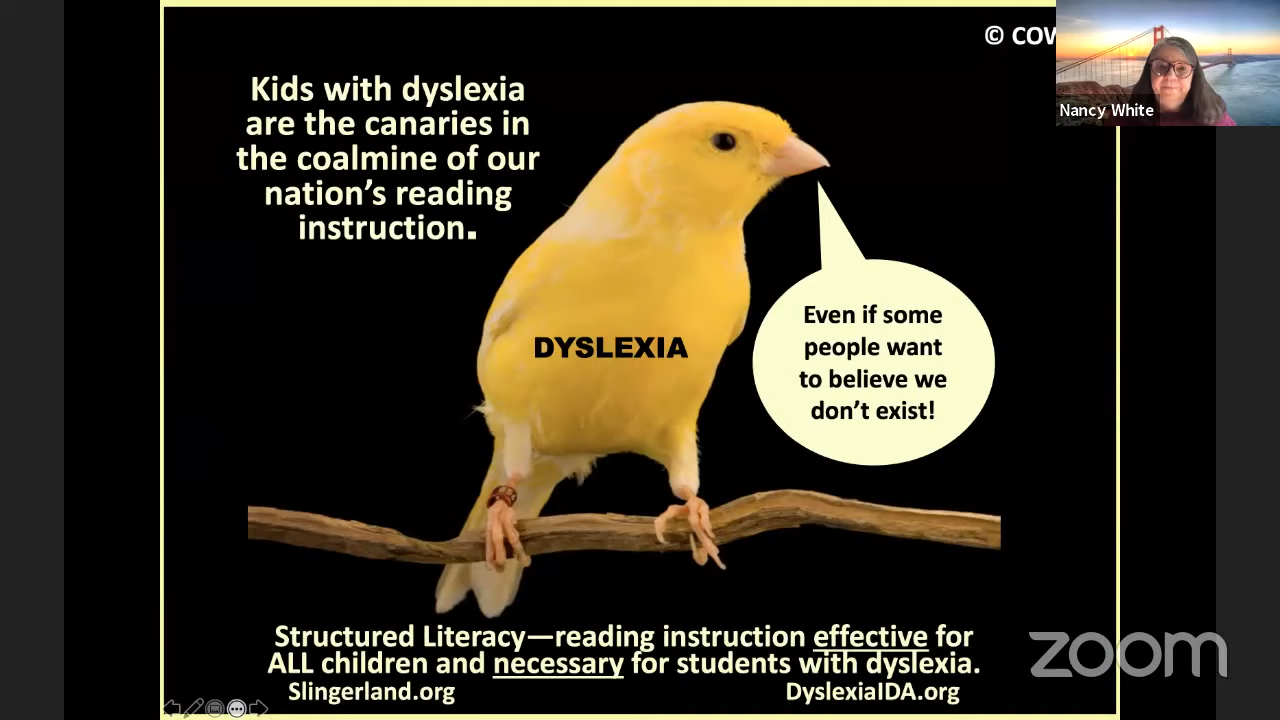 © COW
Kids with dyslexia
are the canaries in
the coalmine of our
nation’s reading
instruction.
Nancy White
DYSLEXIA
Even if some
people want
to believe we
don’t exist!
Structured Literacy—reading instruction effective for
ALL children and necessary for students with dyslexia.
Slingerland.org
DyslexiaIDA.org
zoom